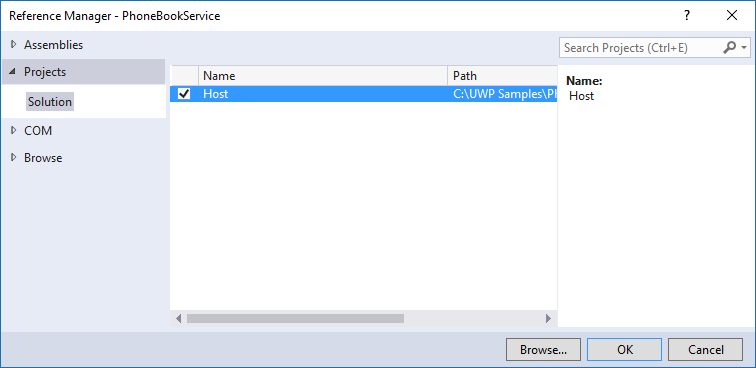 Reference Manager - PhoneBookService
?
Assemblies
Search Projects (Ctrl+E)
Projects
Name Path
Name:
Host C:\UWP Samples\Ph
Host
Solution
COM
Browse
Browse... OK Cancel